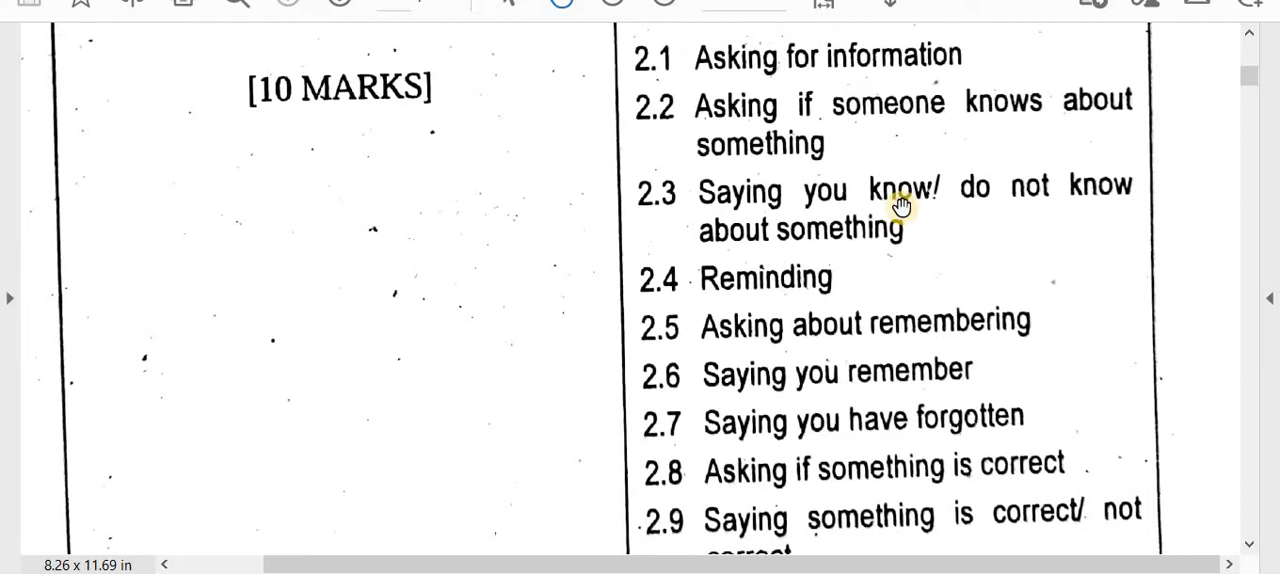 [10 MARKS]
2.1 Asking for information
2.2 Asking if someone knows about
something
2.3 Saying you know/ do not know
about something
2.4 Reminding
2.5 Asking about remembering
2.6 Saying you remember
2.7 Saying you have forgotten
2.8 Asking if something is correct
2.9 Saying something is correct/ not
correct
8.26 x 11.69 in